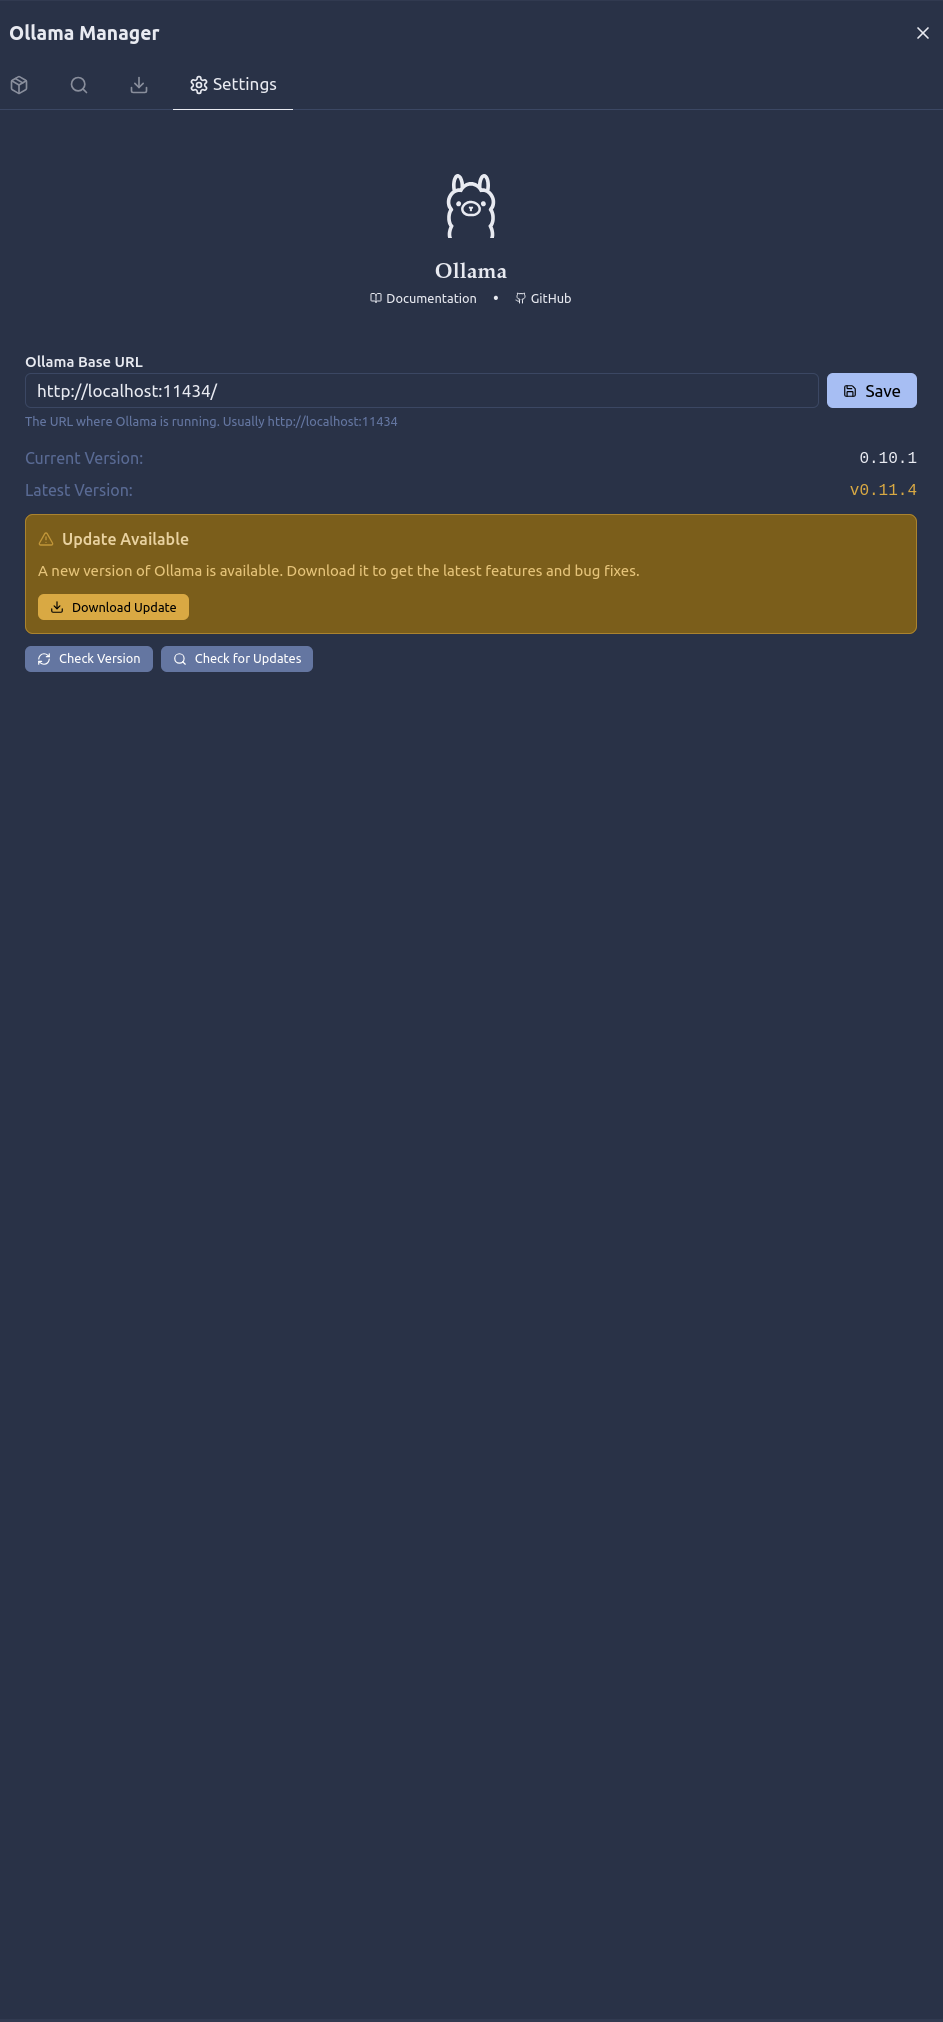 Ollama Manager
Settings
Ollama
Documentation • GitHub
Ollama Base URL
http://localhost:11434/
Save
The URL where Ollama is running. Usually http://localhost:11434
Current Version: 0.10.1
Latest Version: v0.11.4
Update Available
A new version of Ollama is available. Download it to get the latest features and bug fixes.
Download Update
Check Version Check for Updates